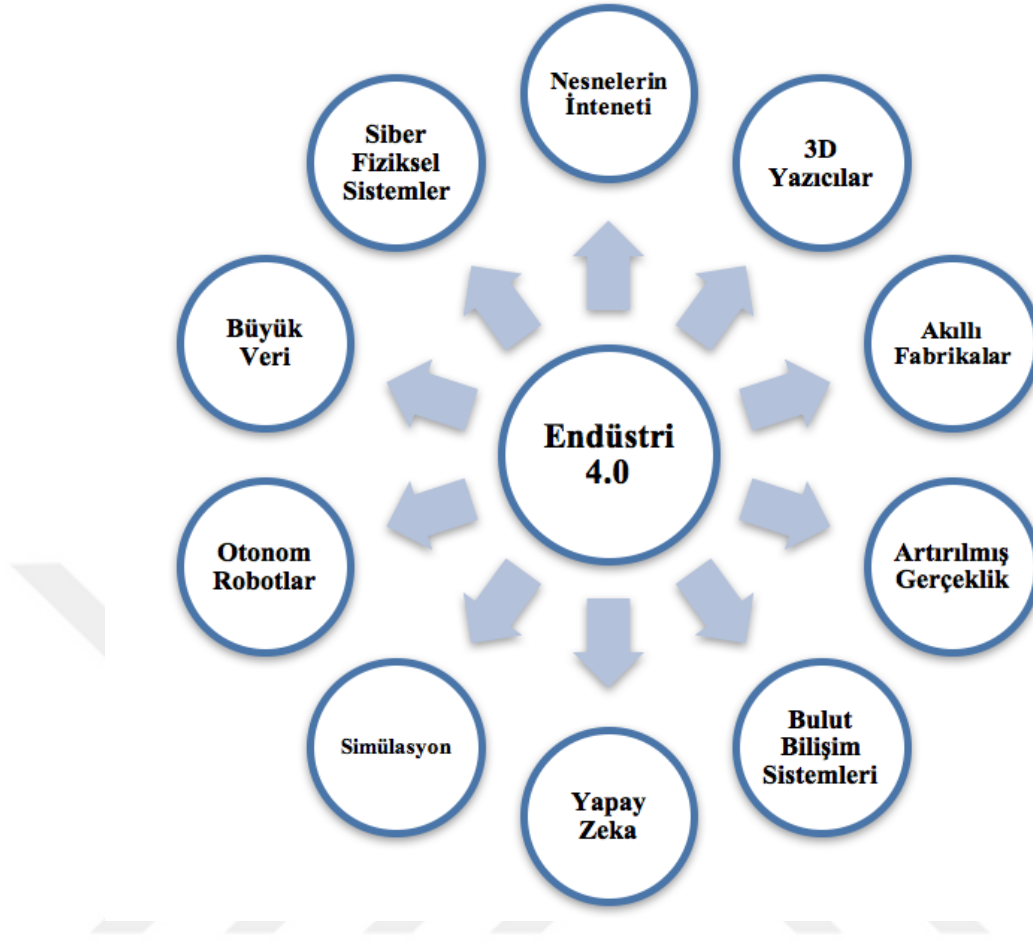 Nesnelerin
İnteneti
3D
Yazıcılar
Akıllı
Fabrikalar
Artırılmış
Gerçeklik
Bulut
Bilişim
Sistemleri
Yapay
Zeka
Simülasyon
Otonom
Robotlar
Büyük
Veri
Siber
Fiziksel
Sistemler
Endüstri
4.0